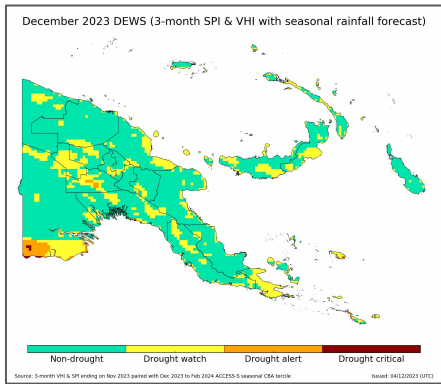 December 2023 DEWS (3-month SPI & VHI with seasonal rainfall forecast)
Non-drought Drought watch Drought alert Drought critical
Source: 3-month VHI & SPI ending on Nov 2023 paired with Dec 2023 to Feb 2024 ACCESS-S seasonal CBA tercile Issued: 04/12/2023 (UTC)